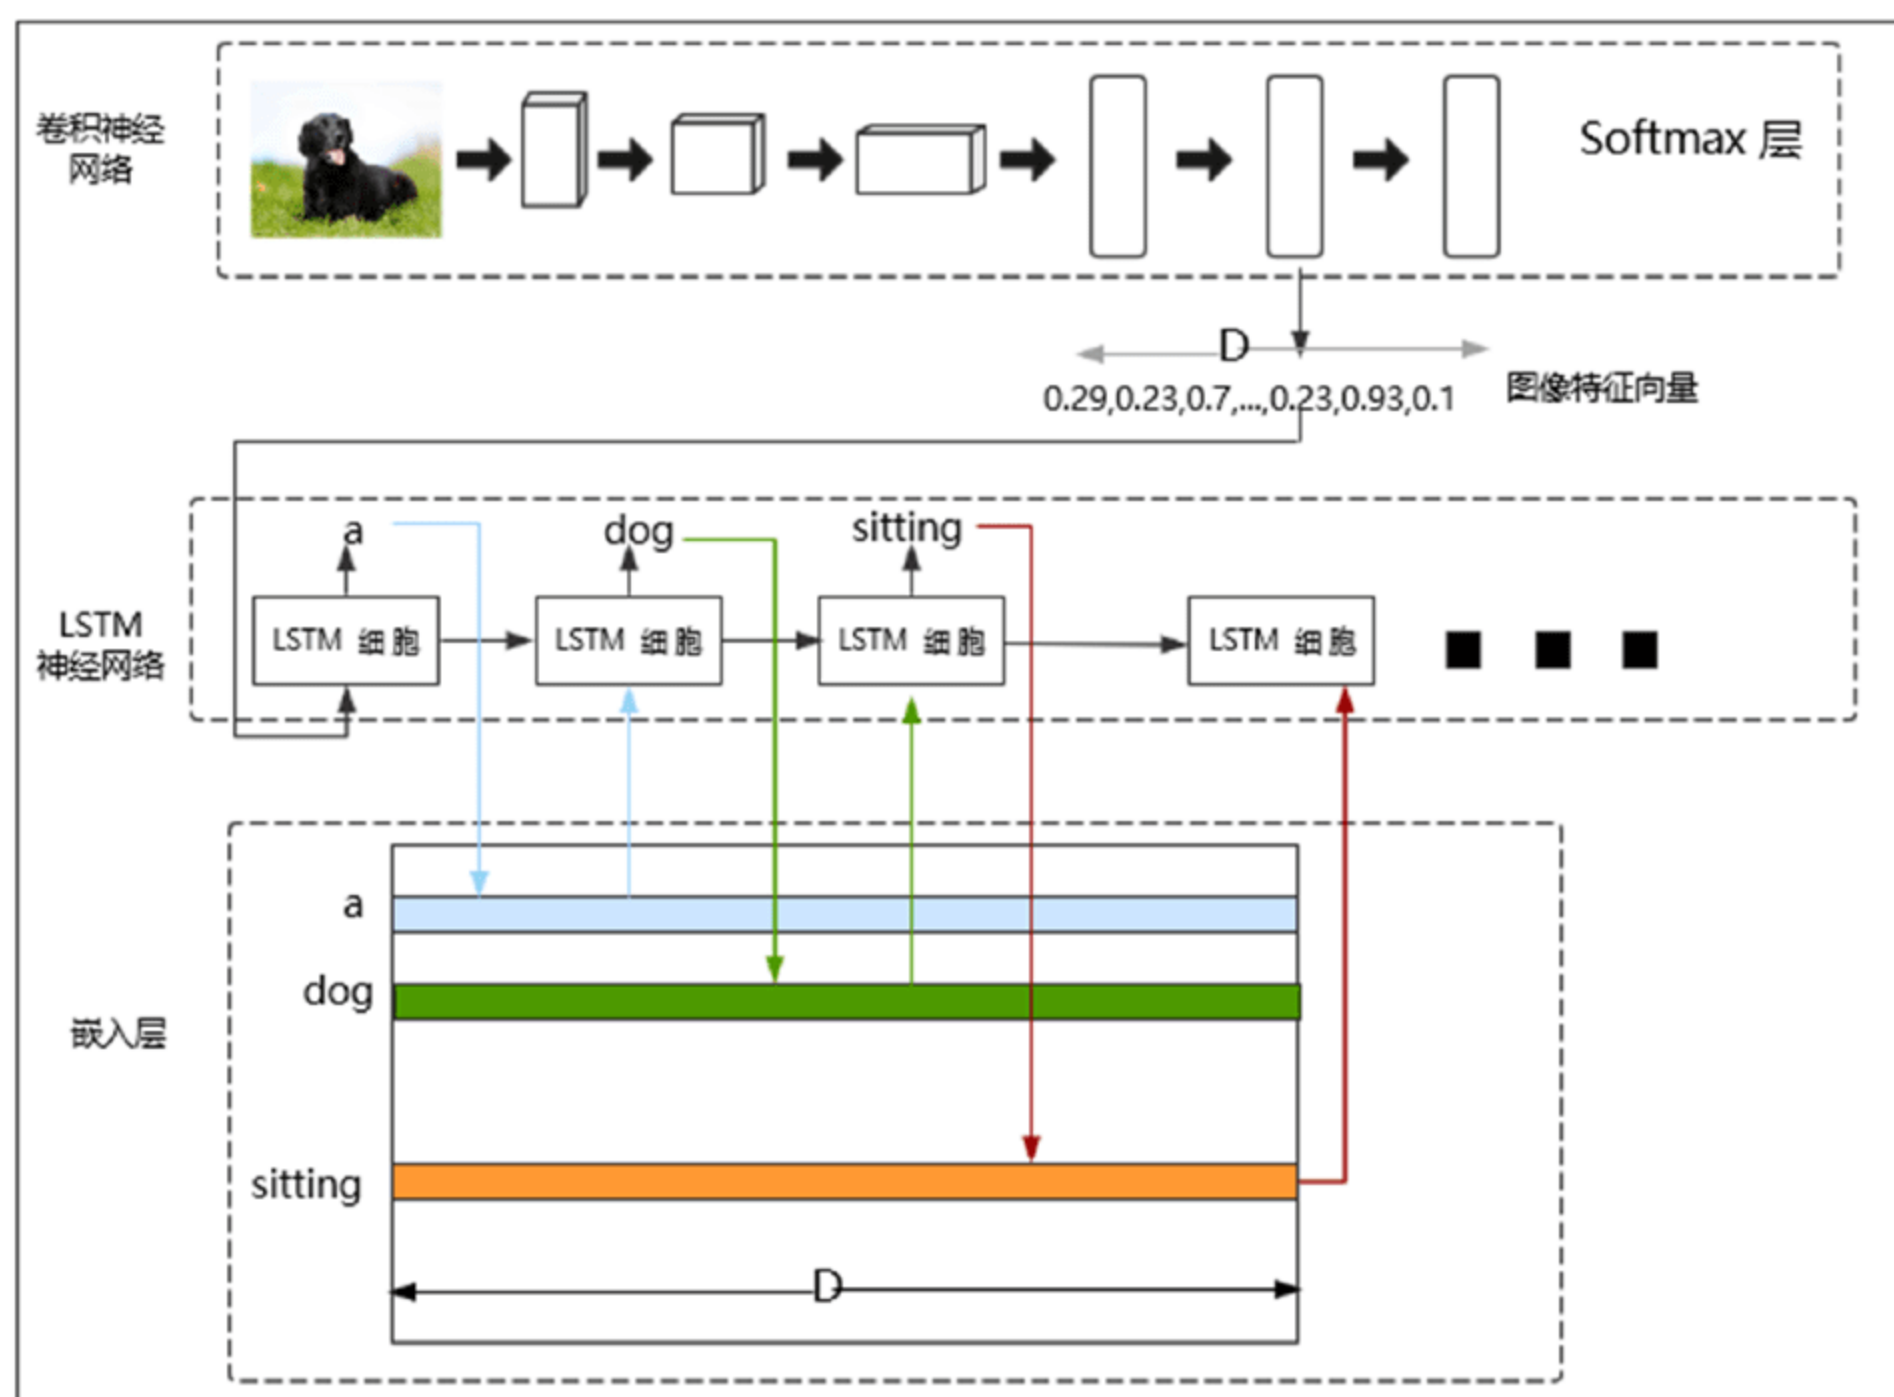 卷积神经
网络
Softmax 层
D
0.29,0.23,0.7,...,0.23,0.93,0.1
图像特征向量
a
dog
sitting
LSTM
神经网络
LSTM 细胞
LSTM 细胞
LSTM 细胞
LSTM 细胞
a
dog
嵌入层
sitting
D